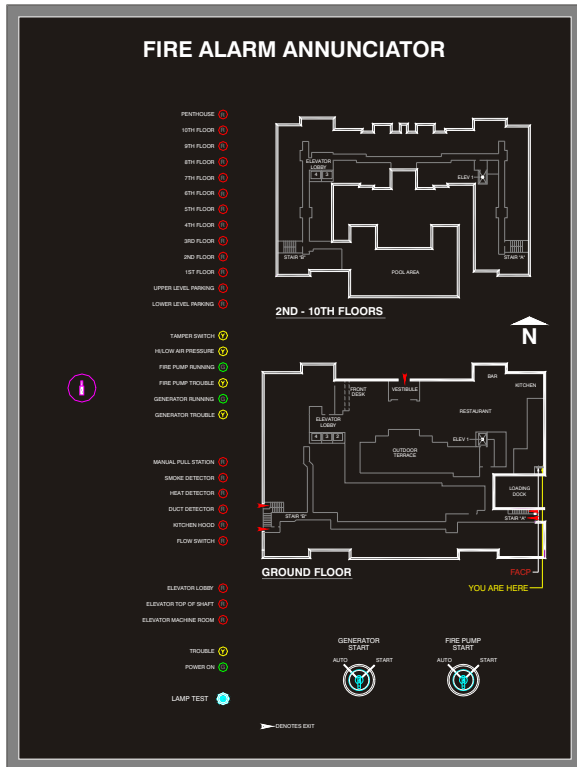 FIRE ALARM ANNUNCIATOR
PENTHOUSE R
10TH FLOOR R
9TH FLOOR R
8TH FLOOR R
7TH FLOOR R
6TH FLOOR R
5TH FLOOR R
4TH FLOOR R
3RD FLOOR R
2ND FLOOR R
1ST FLOOR R
UPPER LEVEL PARKING R
LOWER LEVEL PARKING R
TAMPER SWITCH Y
HI/LOW AIR PRESSURE Y
FIRE PUMP RUNNING G
FIRE PUMP TROUBLE Y
GENERATOR RUNNING G
GENERATOR TROUBLE Y
MANUAL PULL STATION R
SMOKE DETECTOR R
HEAT DETECTOR R
DUCT DETECTOR R
KITCHEN HOOD R
FLOW SWITCH R
ELEVATOR LOBBY R
ELEVATOR TOP OF SHAFT R
ELEVATOR MACHINE ROOM R
TROUBLE Y
POWER ON G
LAMP TEST
ELEVATOR
LOBBY
4 3
ELEV 1
STAIR "B"
STAIR "A"
POOL AREA
2ND - 10TH FLOORS
N
BAR
KITCHEN
FRONT
DESK
VESTIBULE
RESTAURANT
ELEVATOR
LOBBY
4 3 2
ELEV 1
OUTDOOR
TERRACE
LOADING
DOCK
STAIR "B"
STAIR "A"
GROUND FLOOR
FACP
YOU ARE HERE
GENERATOR
START
AUTO START
FIRE PUMP
START
AUTO START
DENOTES EXIT